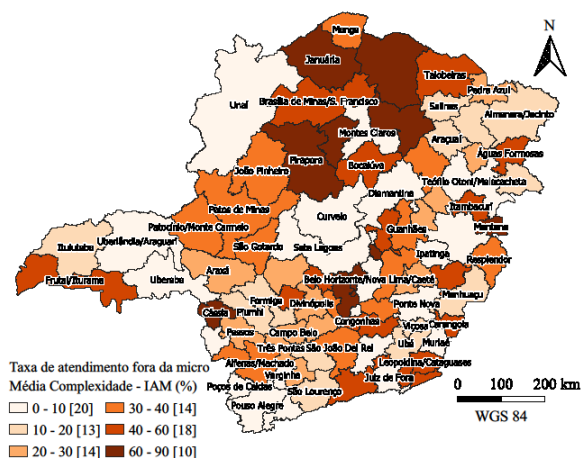 N
Mungu
Januária
Taiobeiras
Pedra Azul
Brasília de Minas/S. Francisco
Unaí
Salinas
Almenara/Jacinto
Montes Claros
Araçuaí
Pirapora
Bocaiúva
Águas Formosas
João Pinheiro
Teófilo Otoni/Malacacheta
Diamantina
Itambacuri
Patos de Minas
Curvelo
Mantena
Patrocínio/Monte Carmelo
Guanhães
Ituiutaba
Uberlândia/Araguari
São Gotardo
Sete Lagoas
Ipatinga
Resplendor
Araxá
Frutal/Iturama
Uberaba
Belo Horizonte/Nova Lima/Caeté
Manhuaçu
Formiga
Divinópolis
Ponte Nova
Cássia
Piumhi
Congonhas
Viçosa
Carangola
Passos
Campo Belo
Ubá
Muriaé
Três Pontas
São João Del Rei
Alfenas/Machado
Leopoldina/Cataguases
Varginha
Juiz de Fora
Poços de Caldas
São Lourenço
Pouso Alegre
Taxa de atendimento fora da micro
Média Complexidade - IAM (%)
0 - 10 [20]
30 - 40 [14]
10 - 20 [13]
40 - 60 [18]
20 - 30 [14]
60 - 90 [10]
0 100 200 km
WGS 84